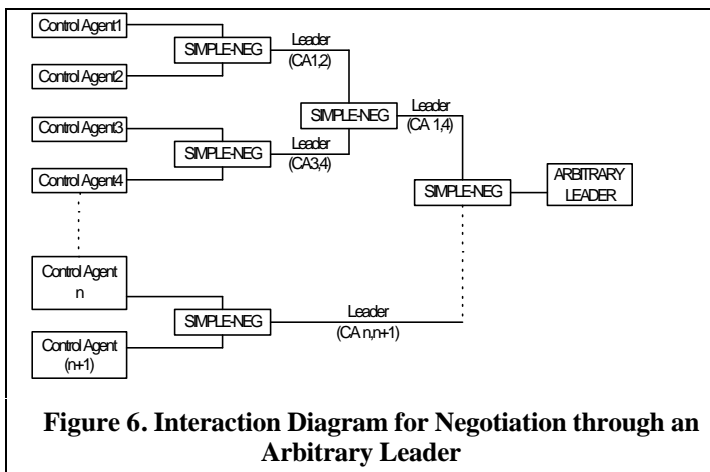 Control Agent1
SIMPLE-NEG
Leader
(CA1,2)
Control Agent2
SIMPLE-NEG
Leader
(CA 1,4)
Control Agent3
SIMPLE-NEG
Leader
(CA3,4)
Control Agent4
SIMPLE-NEG
ARBITRARY
LEADER
Control Agent
n
SIMPLE-NEG
Leader
(CA n,n+1)
Control Agent
(n+1)
Figure 6. Interaction Diagram for Negotiation through an
Arbitrary Leader